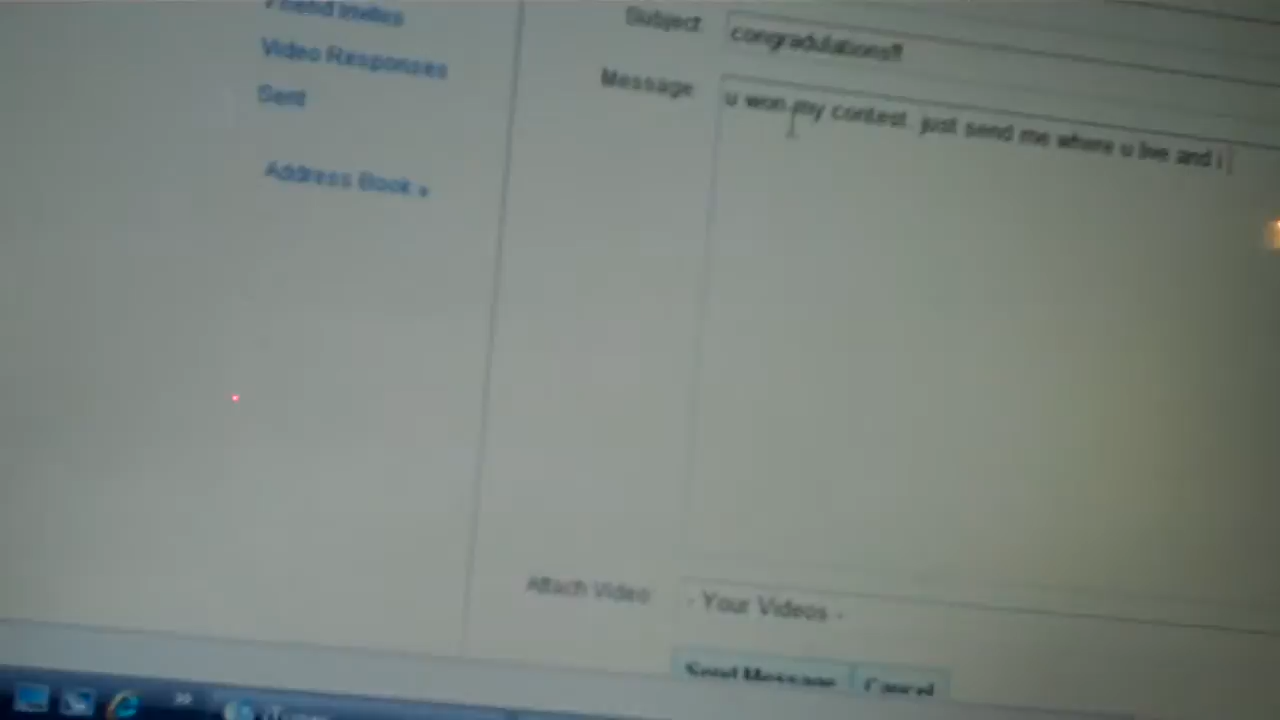 Friend Invites
Video Responses
Sent
Address Book »
Subject:
congradulations!!
Message:
u won my contest. just send me where u live and i
Attach Video:
- Your Videos -
Send Message
Cancel
iTunes